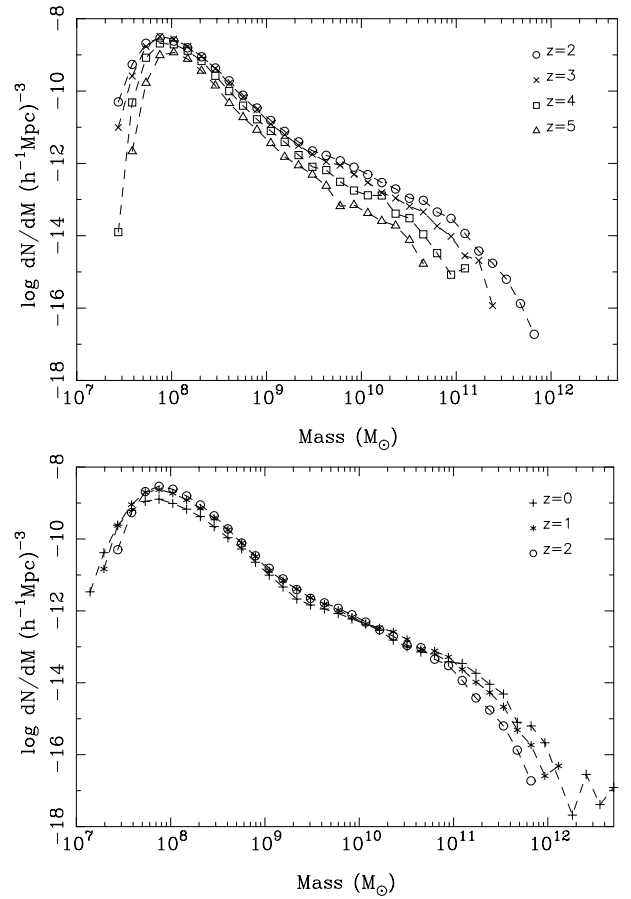 −8
−10
−12
−14
−16
−18
log dN/dM (h⁻¹Mpc)⁻³
z=2
z=3
z=4
z=5
10⁷ 10⁸ 10⁹ 10¹⁰ 10¹¹ 10¹²
Mass (M☉)
−8
−10
−12
−14
−16
−18
log dN/dM (h⁻¹Mpc)⁻³
z=0
z=1
z=2
10⁷ 10⁸ 10⁹ 10¹⁰ 10¹¹ 10¹²
Mass (M☉)